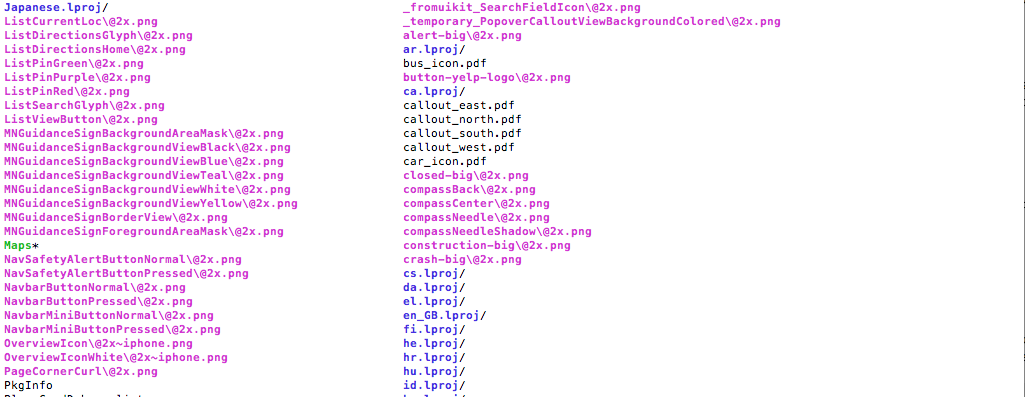 Japanese.lproj/
ListCurrentLoc\@2x.png
ListDirectionsGlyph\@2x.png
ListDirectionsHome\@2x.png
ListPinGreen\@2x.png
ListPinPurple\@2x.png
ListPinRed\@2x.png
ListSearchGlyph\@2x.png
ListViewButton\@2x.png
MNGuidanceSignBackgroundAreaMask\@2x.png
MNGuidanceSignBackgroundViewBlack\@2x.png
MNGuidanceSignBackgroundViewBlue\@2x.png
MNGuidanceSignBackgroundViewTeal\@2x.png
MNGuidanceSignBackgroundViewWhite\@2x.png
MNGuidanceSignBackgroundViewYellow\@2x.png
MNGuidanceSignBorderView\@2x.png
MNGuidanceSignForegroundAreaMask\@2x.png
Maps*
NavSafetyAlertButtonNormal\@2x.png
NavSafetyAlertButtonPressed\@2x.png
NavbarButtonNormal\@2x.png
NavbarButtonPressed\@2x.png
NavbarMiniButtonNormal\@2x.png
NavbarMiniButtonPressed\@2x.png
OverviewIcon\@2x~iphone.png
OverviewIconWhite\@2x~iphone.png
PageCornerCurl\@2x.png
PkgInfo
_fromuikit_SearchFieldIcon\@2x.png
_temporary_PopoverCalloutViewBackgroundColored\@2x.png
alert-big\@2x.png
ar.lproj/
bus_icon.pdf
button-yelp-logo\@2x.png
ca.lproj/
callout_east.pdf
callout_north.pdf
callout_south.pdf
callout_west.pdf
car_icon.pdf
closed-big\@2x.png
compassBack\@2x.png
compassCenter\@2x.png
compassNeedle\@2x.png
compassNeedleShadow\@2x.png
construction-big\@2x.png
crash-big\@2x.png
cs.lproj/
da.lproj/
el.lproj/
en_GB.lproj/
fi.lproj/
he.lproj/
hr.lproj/
hu.lproj/
id.lproj/